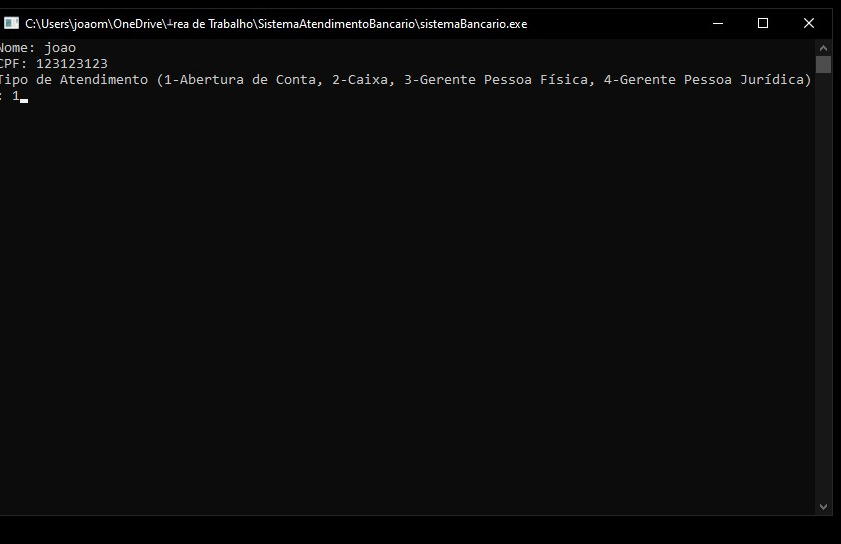 C:\Users\joaom\OneDrive\┴rea de Trabalho\SistemaAtendimentoBancario\sistemaBancario.exe
Nome: joao
CPF: 123123123
Tipo de Atendimento (1-Abertura de Conta, 2-Caixa, 3-Gerente Pessoa Física, 4-Gerente Pessoa Jurídica)
: 1